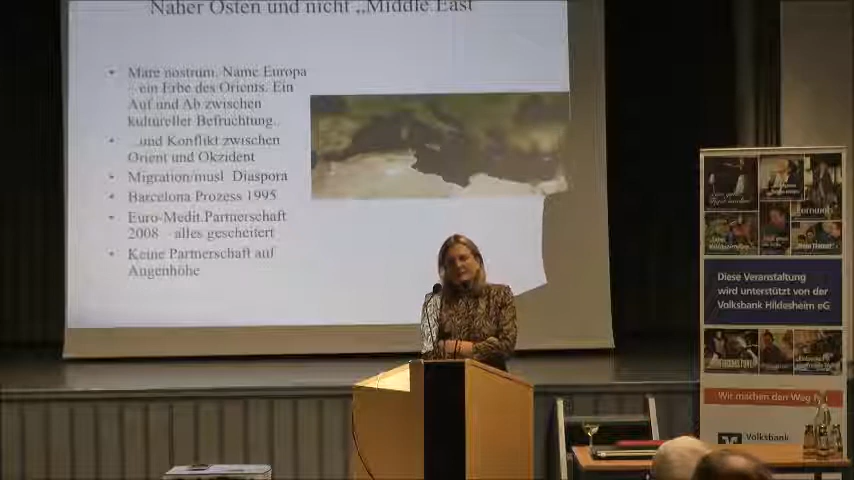 Naher Osten und nicht „Middle East
• Mare nostrum. Name Europa
- ein Erbe des Orients. Ein
Auf und Ab zwischen
kultureller Befruchtung..
• ..und Konflikt zwischen
Orient und Okzident
• Migration/musl. Diaspora
• Barcelona Prozess 1995
• Euro-Medit.Partnerschaft
2008 – alles gescheitert
• Keine Partnerschaft auf
Augenhöhe
Diese Veranstaltung
wird unterstützt von der
Volksbank Hildesheim eG
Wir machen den Weg
Volksbank